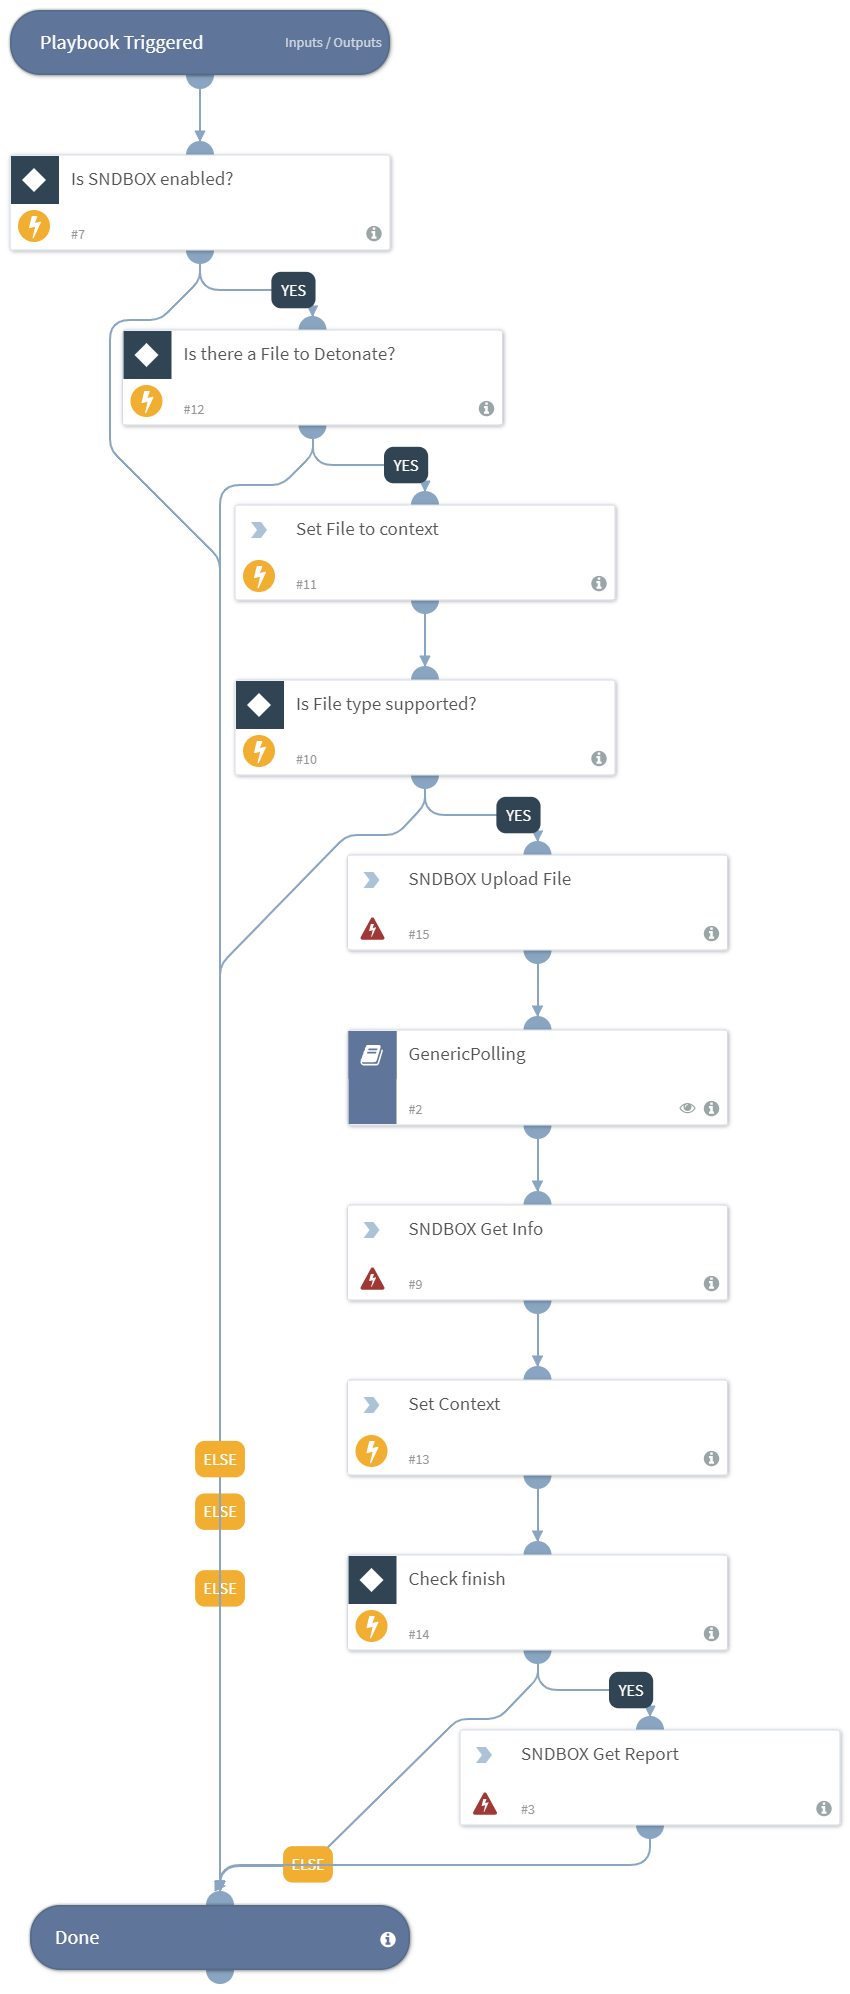 Playbook Triggered
Inputs / Outputs
Is SNDBOX enabled?
#7
YES
Is there a File to Detonate?
#12
YES
Set File to context
#11
Is File type supported?
#10
YES
SNDBOX Upload File
#15
GenericPolling
#2
SNDBOX Get Info
#9
Set Context
#13
ELSE
ELSE
ELSE
Check finish
#14
YES
SNDBOX Get Report
#3
ELSE
Done